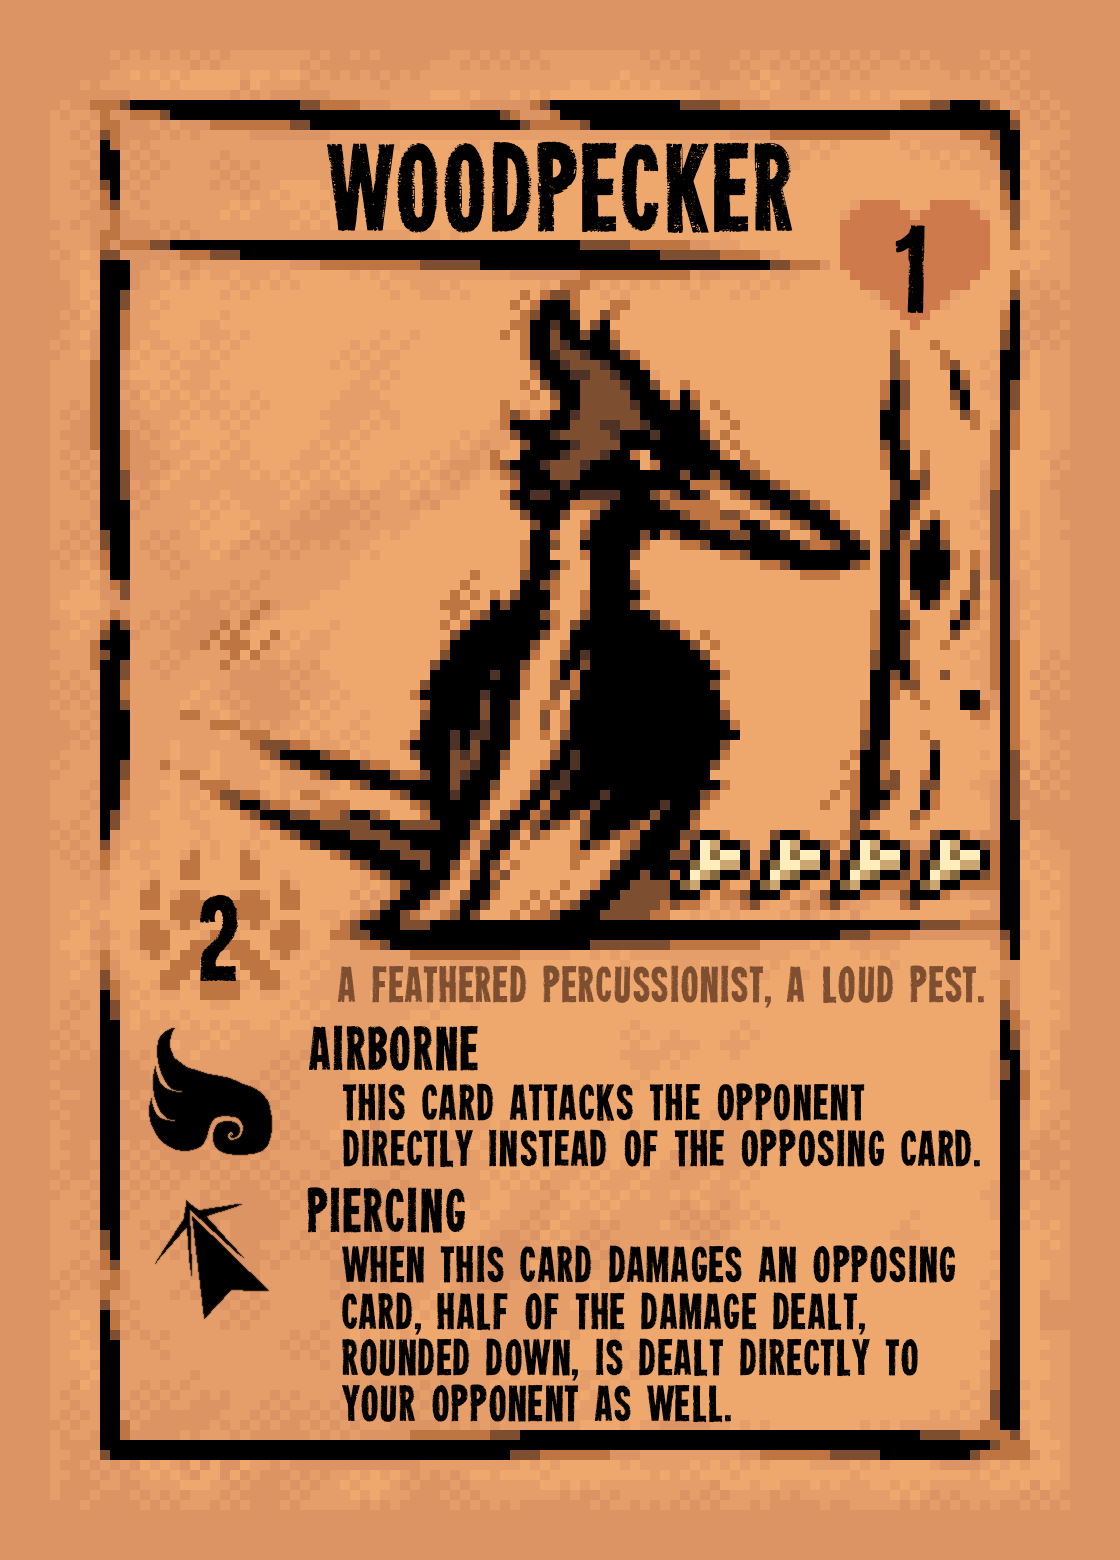 WOODPECKER
1
2
A FEATHERED PERCUSSIONIST, A LOUD PEST.
AIRBORNE
THIS CARD ATTACKS THE OPPONENT
DIRECTLY INSTEAD OF THE OPPOSING CARD.
PIERCING
WHEN THIS CARD DAMAGES AN OPPOSING
CARD, HALF OF THE DAMAGE DEALT,
ROUNDED DOWN, IS DEALT DIRECTLY TO
YOUR OPPONENT AS WELL.